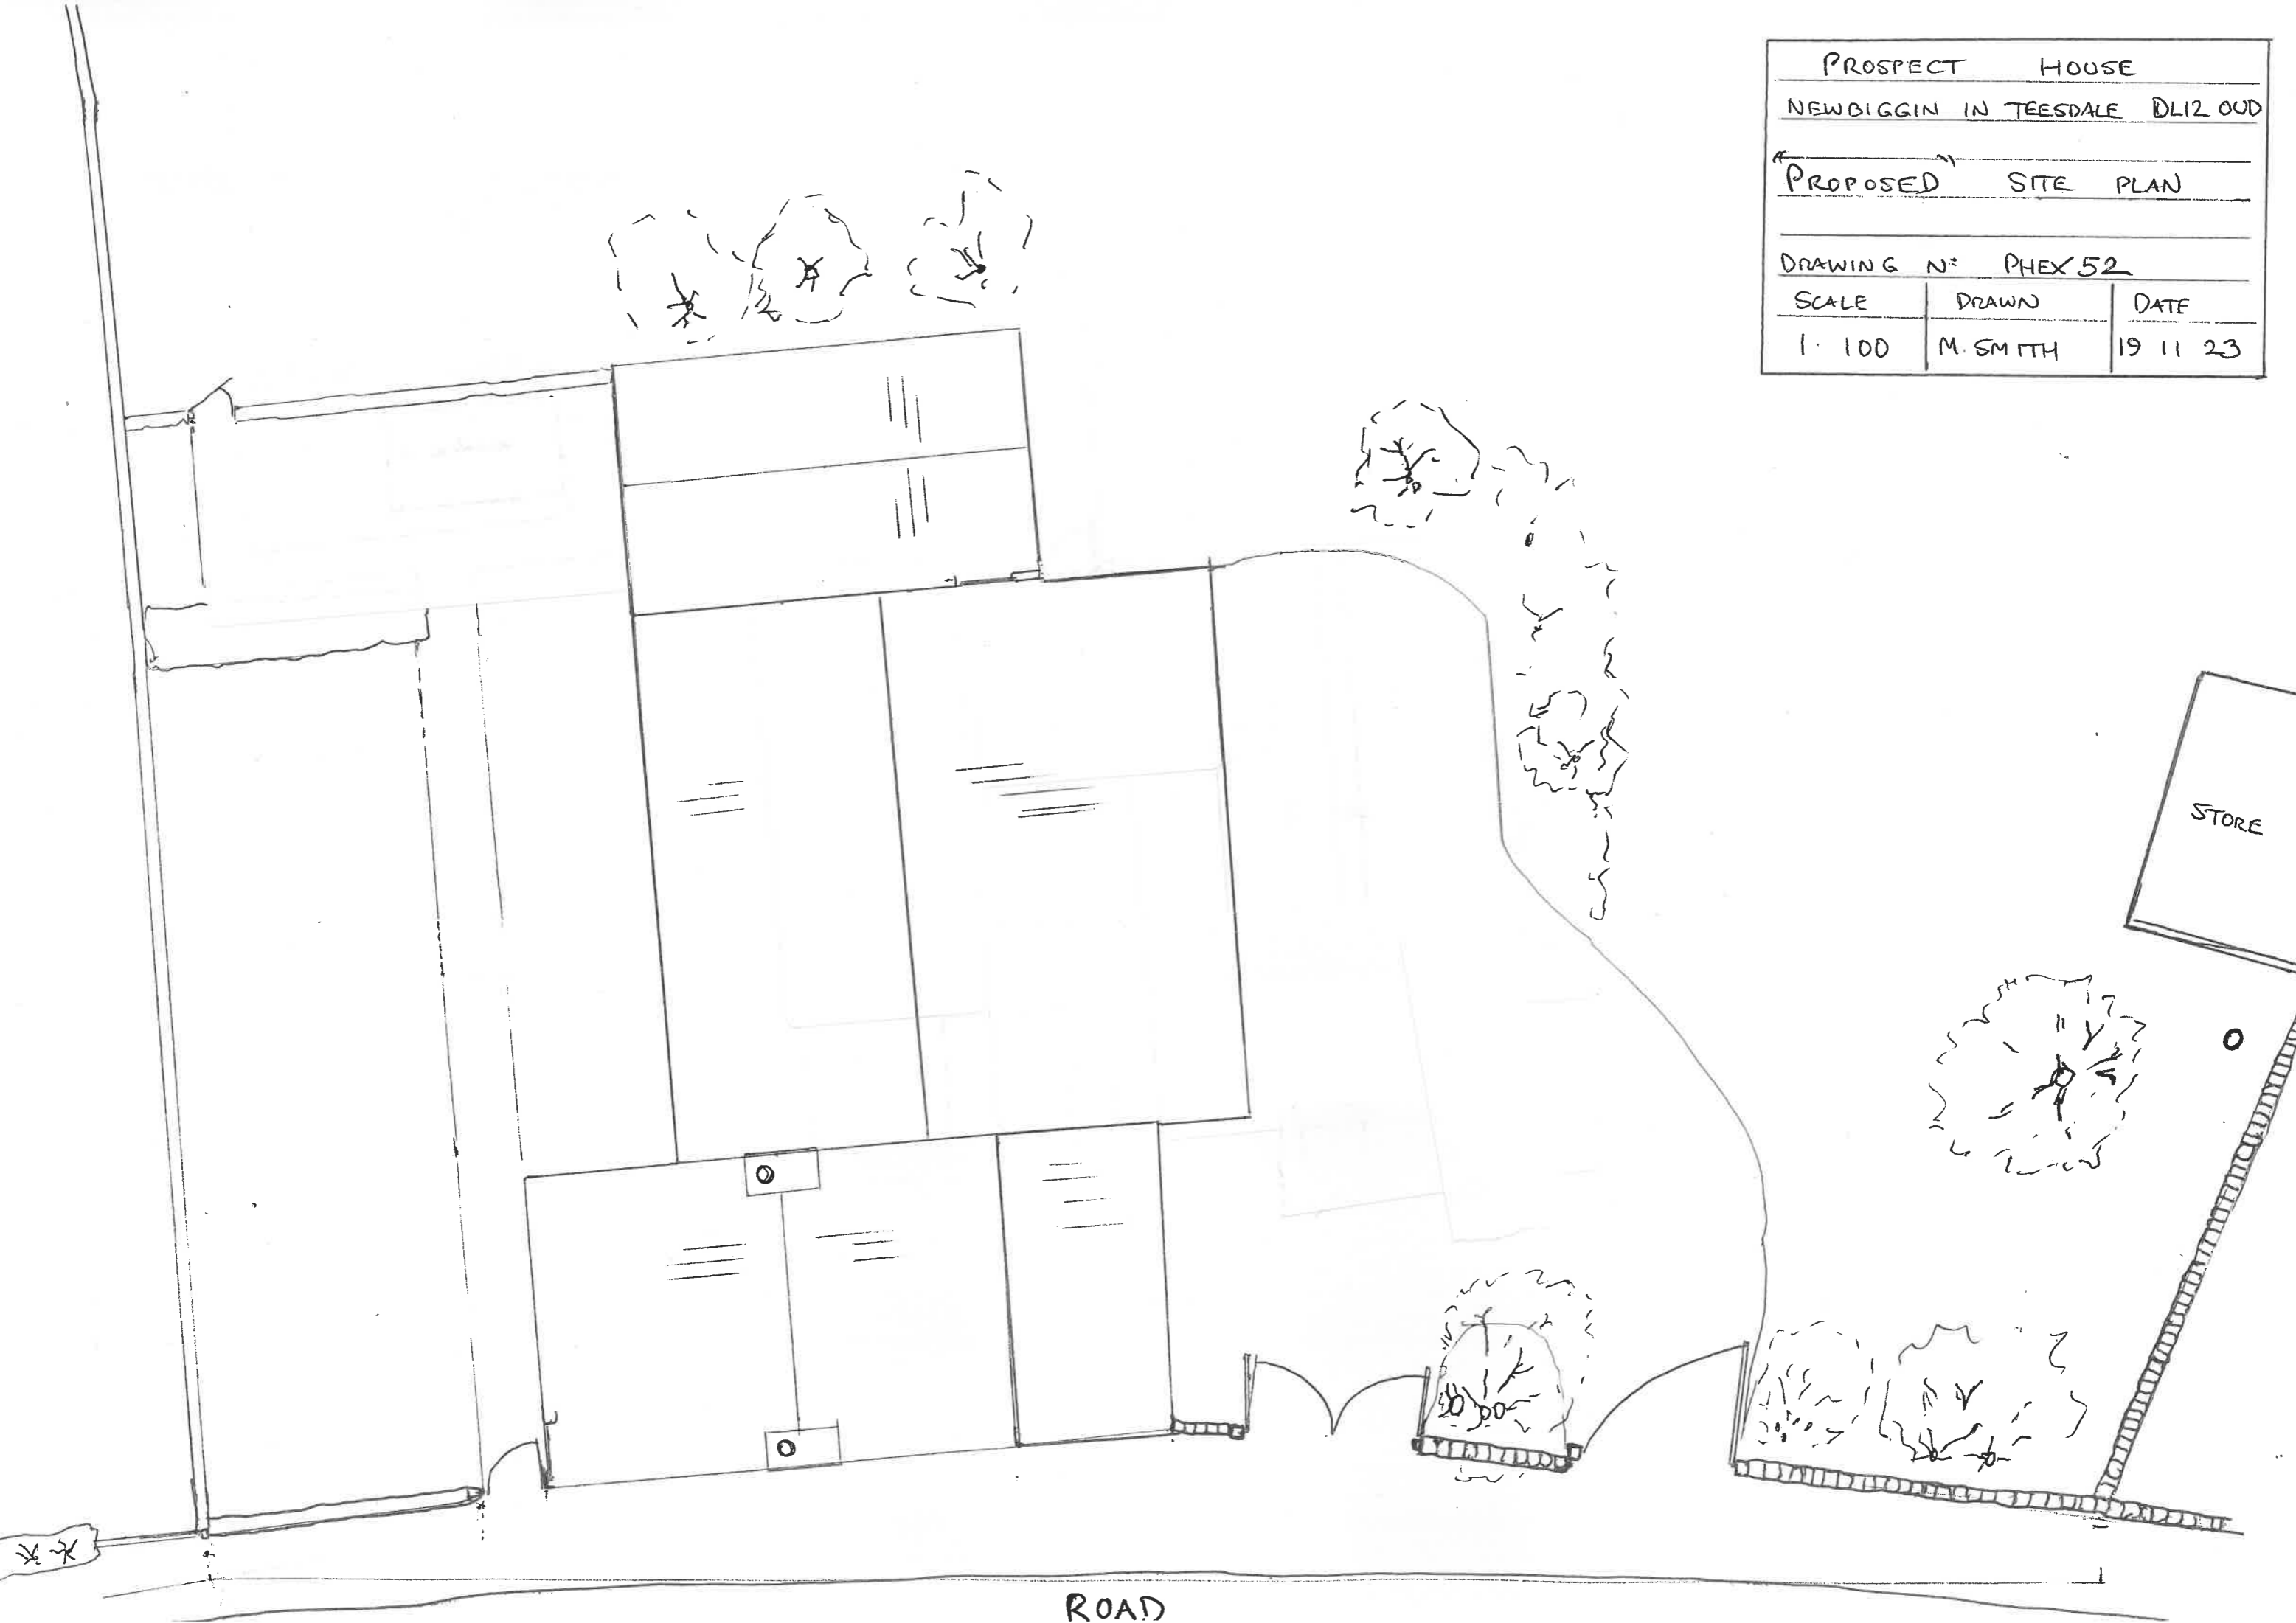 PROSPECT HOUSE
NEWBIGGIN IN TEESDALE DL12 0UD
"PROPOSED" SITE PLAN
DRAWING Nº PHEX 52
SCALE DRAWN DATE
1. 100 M. SMITH 19 11 23
STORE
ROAD